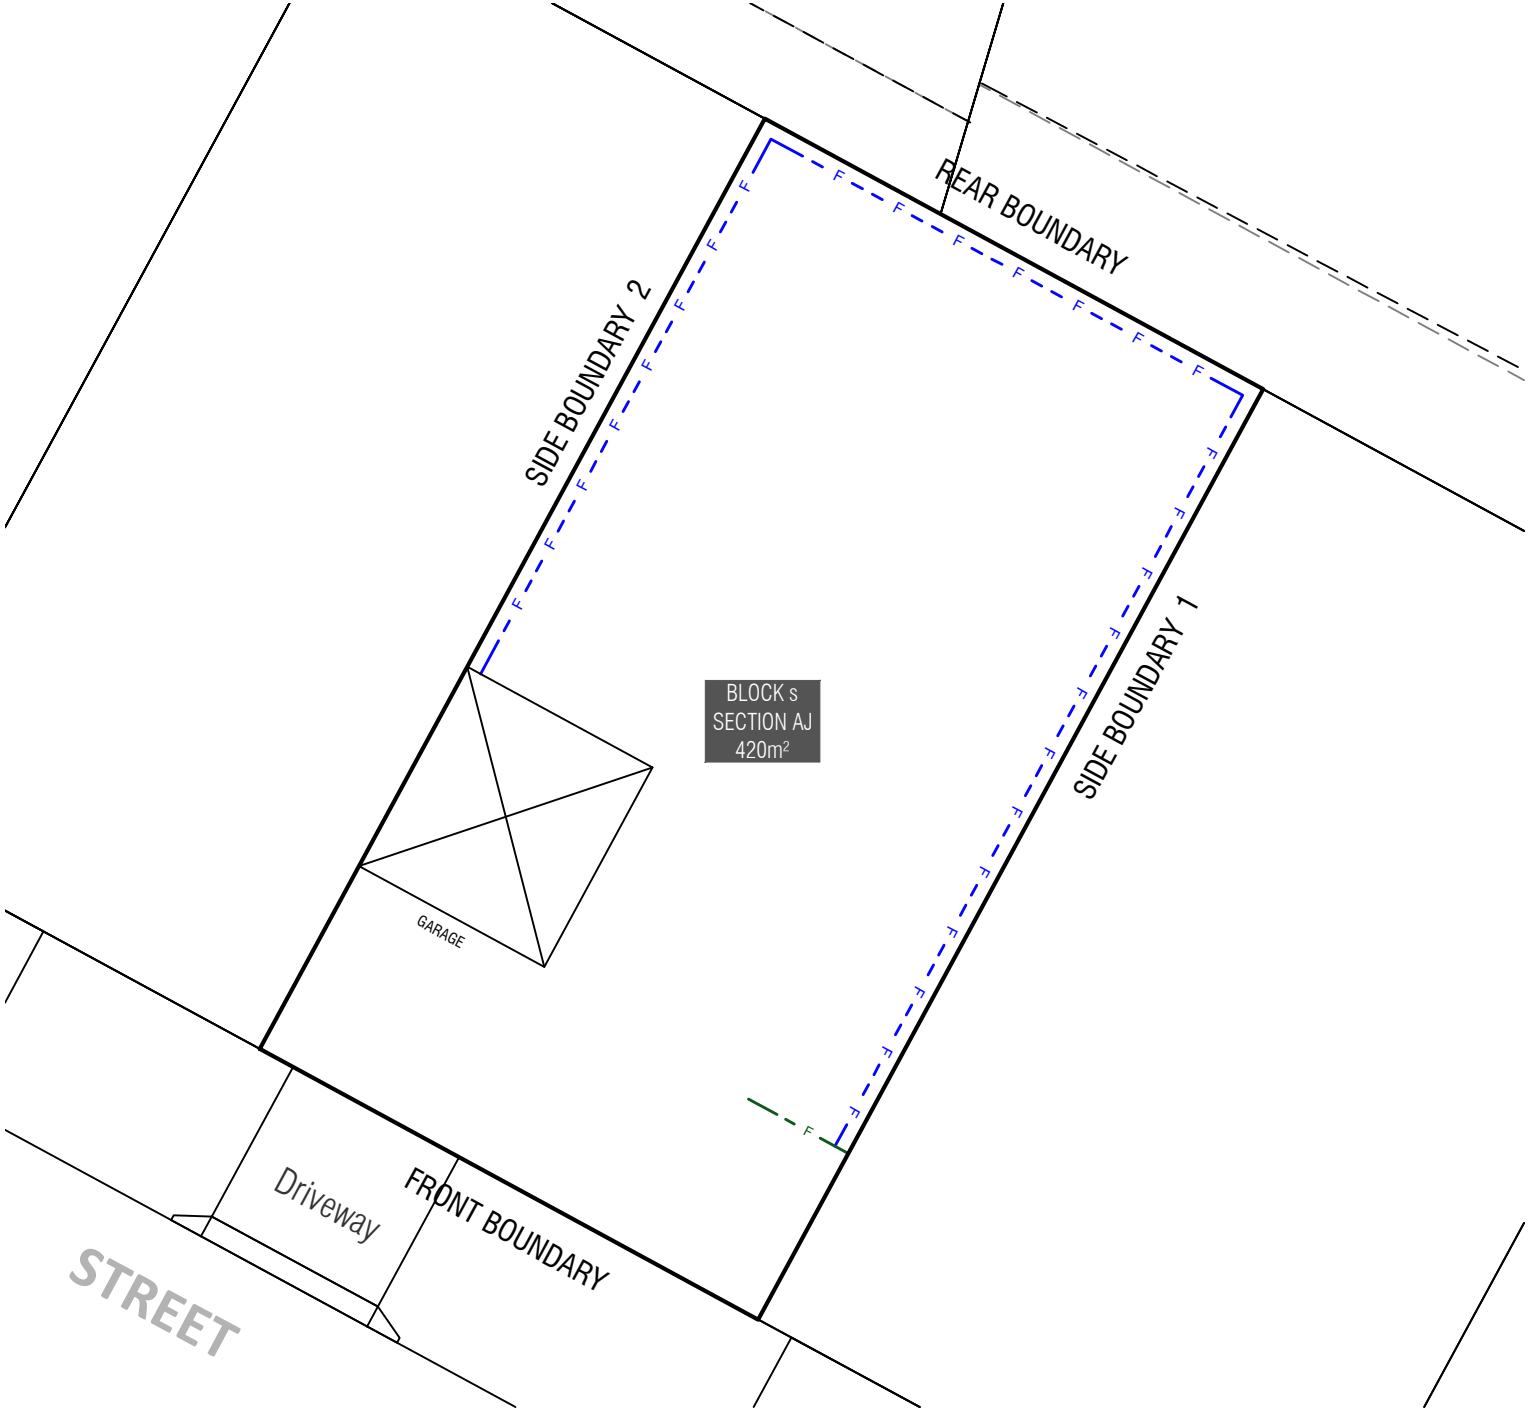 REAR BOUNDARY
F F F F F F F
SIDE BOUNDARY 2
F F F F F F F F
SIDE BOUNDARY 1
F F F F F F F F F F F F
BLOCK s
SECTION AJ
420m²
GARAGE
F
Driveway
FRONT BOUNDARY
STREET